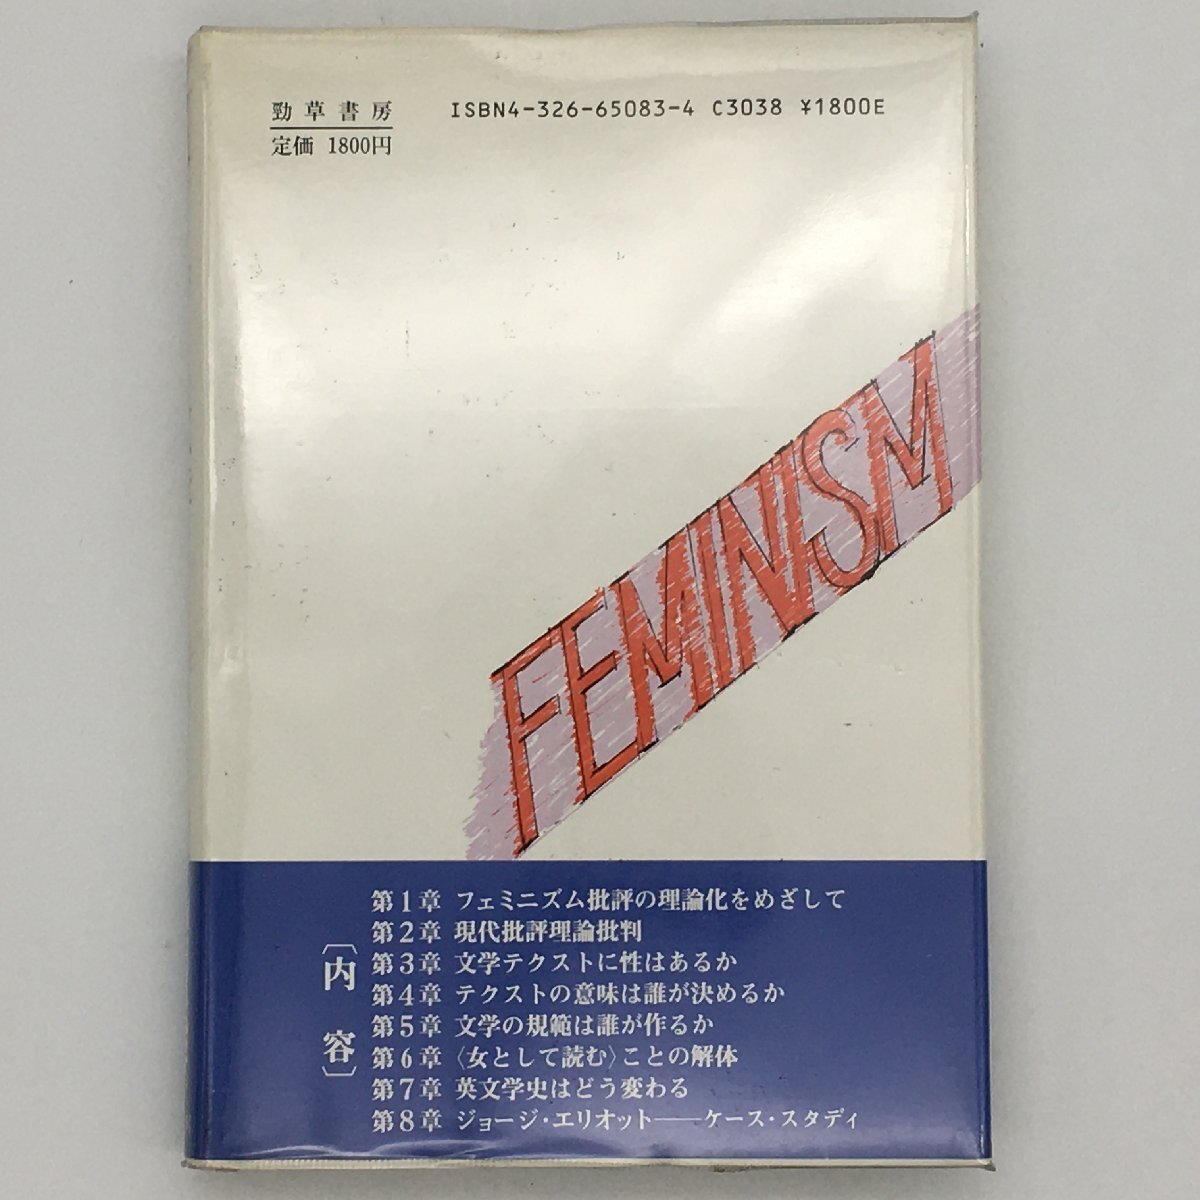 勁草書房
定価 1800円
ISBN4-326-65083-4 C3038 ¥1800E
FEMINISM
〔内容〕
第1章 フェミニズム批評の理論化をめざして
第2章 現代批評理論批判
第3章 文学テクストに性はあるか
第4章 テクストの意味は誰が決めるか
第5章 文学の規範は誰が作るか
第6章 〈女として読む〉ことの解体
第7章 英文学史はどう変わる
第8章 ジョージ・エリオット——ケース・スタディ